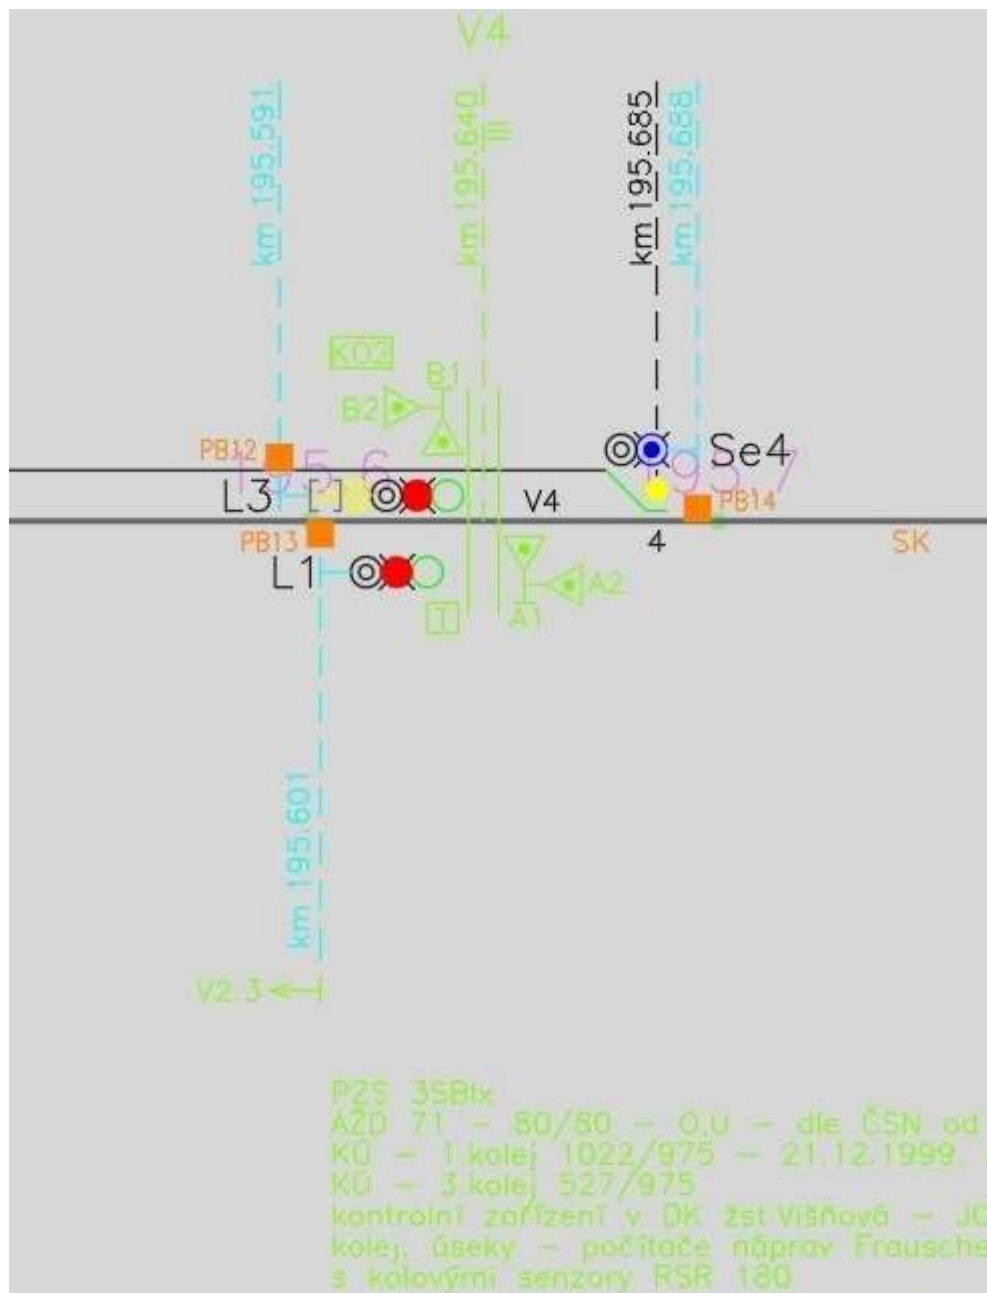 V4
km 195.591
km 195.640
km 195.685
km 195.688
KO2
B1
B2
PB12
195.6
Se4
L3
V4
PB14
PB13
4
SK
L1
A2
A1
km 195.601
V2.3
PZS 3SBIx
AŽD 71 - 80/80 - O,U - dle ČSN od
KÚ - 1.kolej 1022/975 - 21.12.1999,
KÚ - 3.kolej 527/975
kontrolní zařízení v DK žst.Višňová - JO
kolej. úseky - počítače náprav Frausche
s kolovými senzory RSR 180